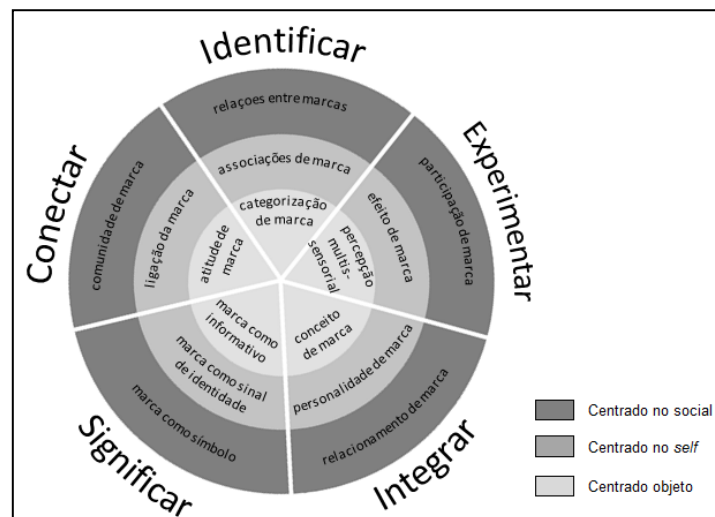 Identificar
Experimentar
Integrar
Significar
Conectar
relações entre marcas
associações de marca
categorização
de marca
participação de marca
efeito de marca
percepção
multis-
sensorial
relacionamento de marca
personalidade de marca
conceito
de marca
marca como símbolo
marca como sinal
de identidade
marca como
informativo
comunidade de marca
ligação da marca
atitude de
marca
Centrado no social
Centrado no self
Centrado objeto